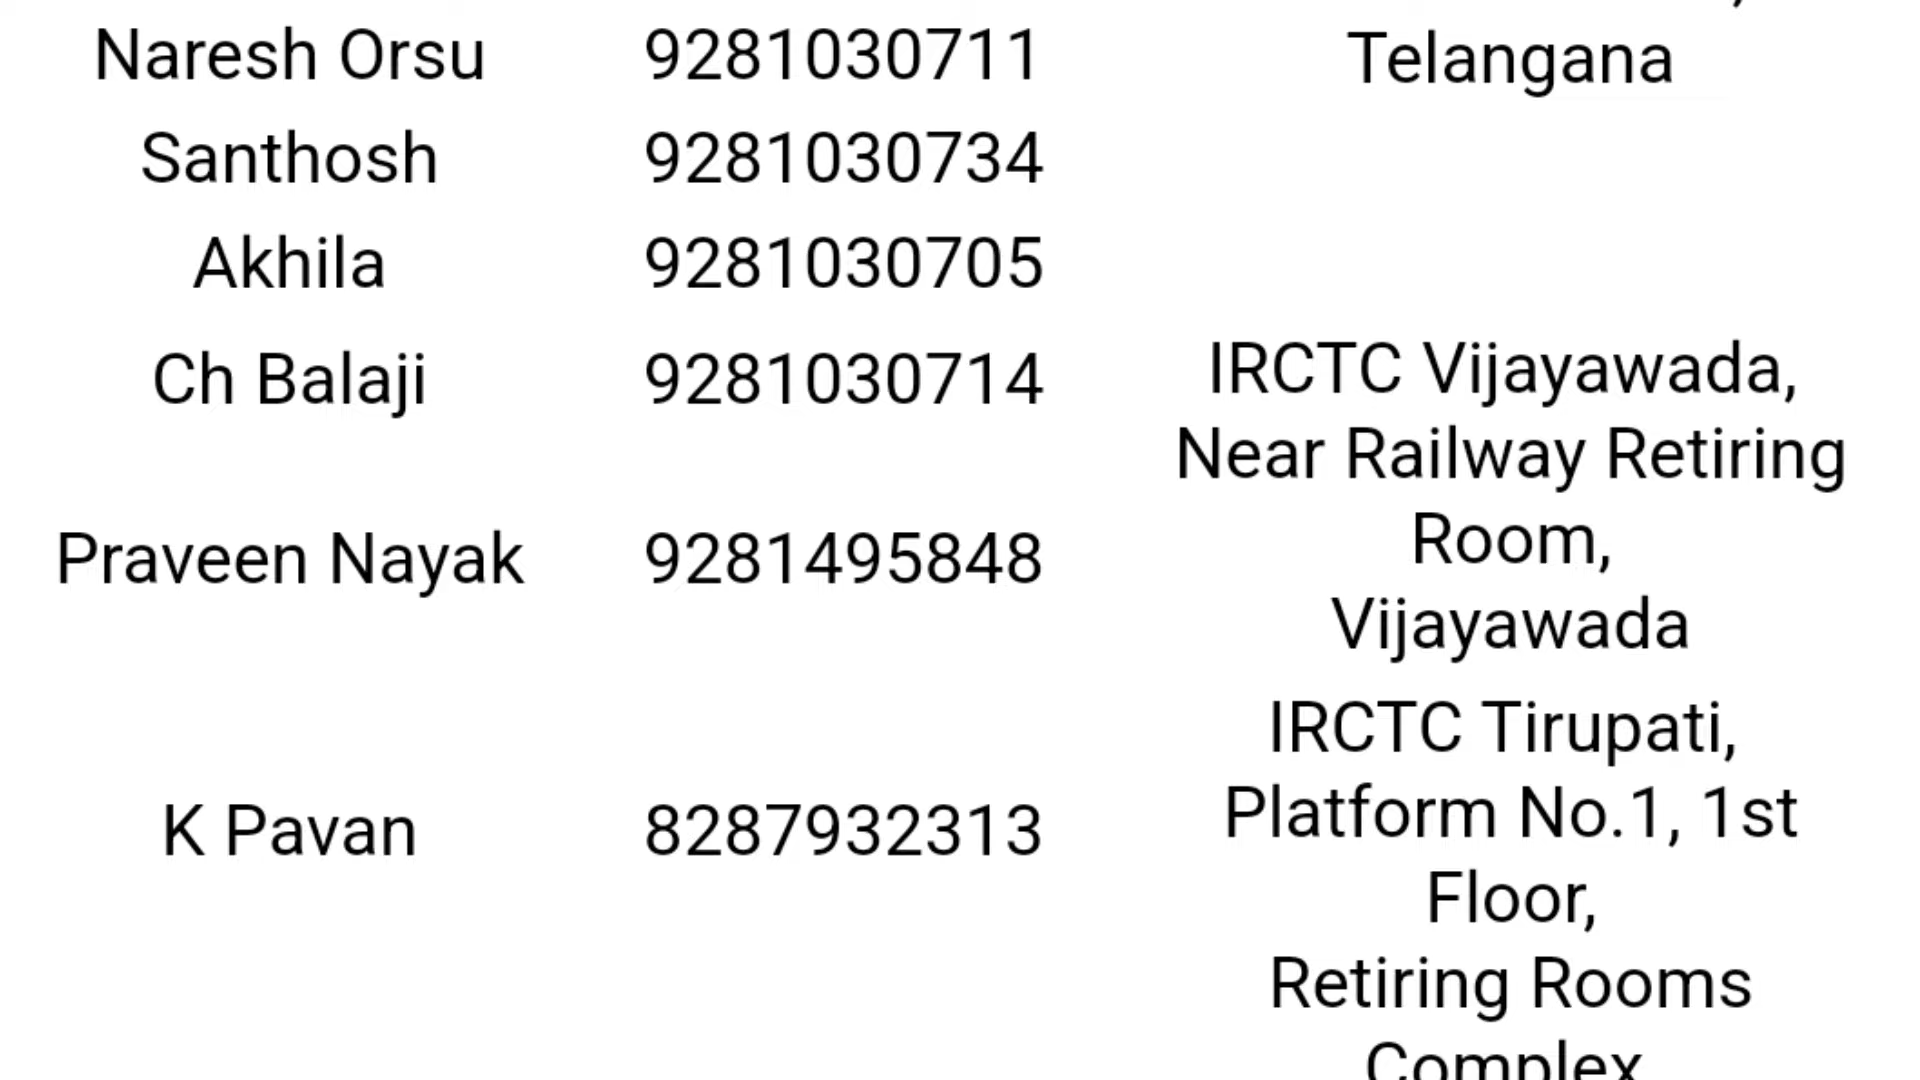 Naresh Orsu 9281030711 Telangana
Santhosh 9281030734
Akhila 9281030705
Ch Balaji 9281030714 IRCTC Vijayawada,
Near Railway Retiring
Room,
Praveen Nayak 9281495848
Vijayawada
IRCTC Tirupati,
Platform No.1, 1st
K Pavan 8287932313
Floor,
Retiring Rooms
Complex